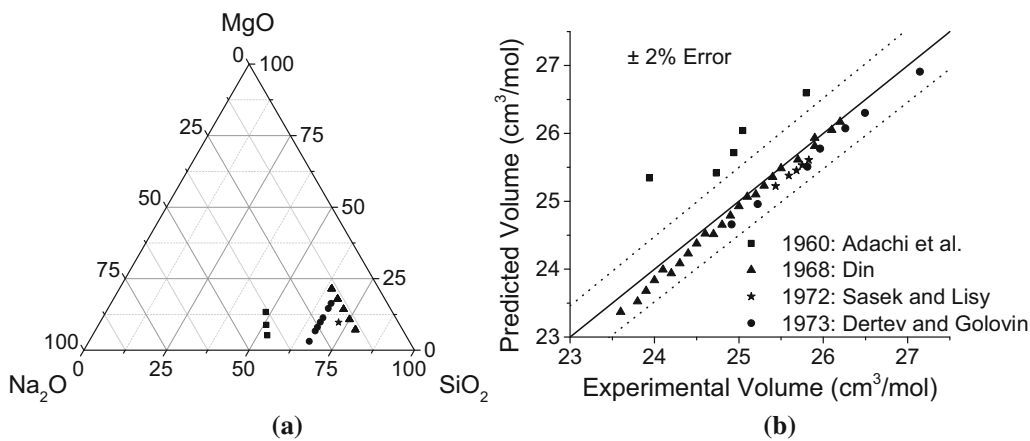 MgO
0
100
25
75
50
50
75
25
100
0
0
25
50
75
100
Na₂O
SiO₂
(a)
Predicted Volume (cm³/mol)
27
26
25
24
23
± 2% Error
1960: Adachi et al.
1968: Din
1972: Sasek and Lisy
1973: Dertev and Golovin
23
24
25
26
27
Experimental Volume (cm³/mol)
(b)